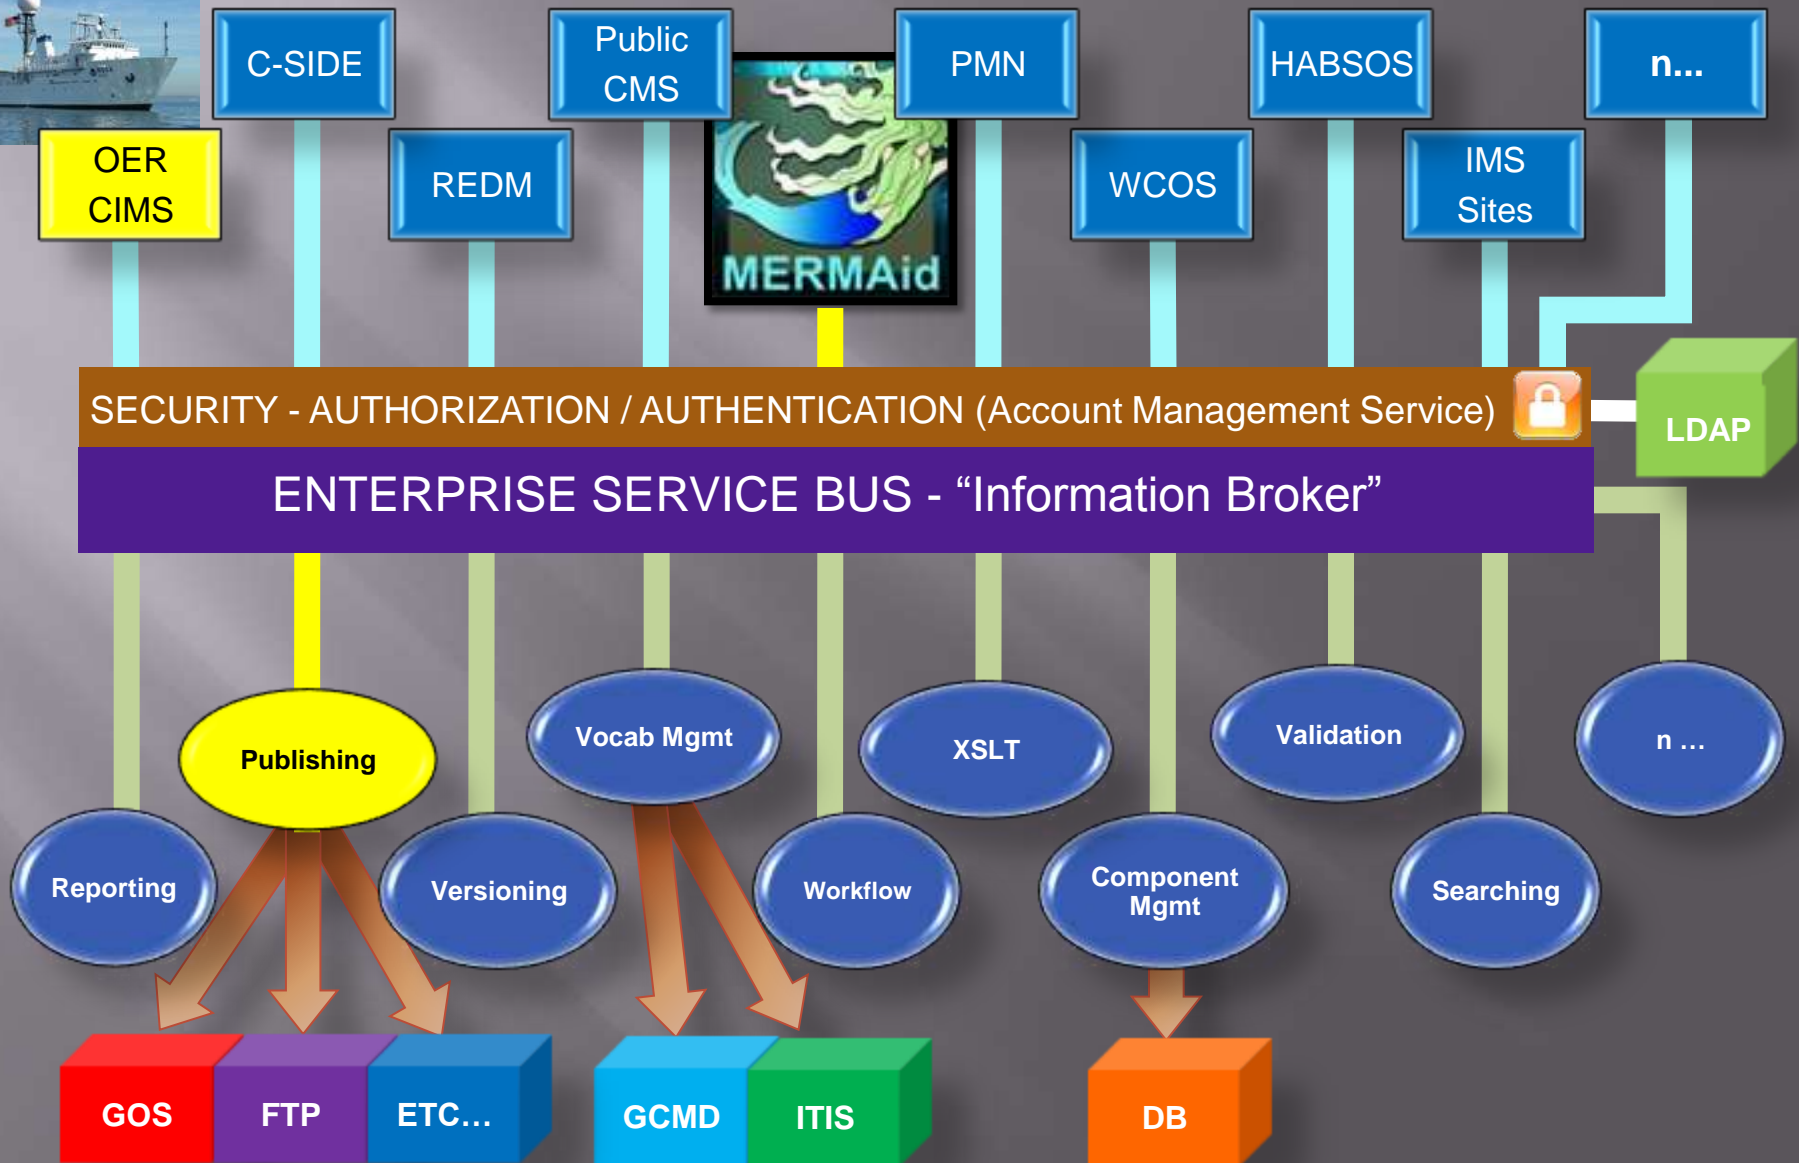 C-SIDE
Public
CMS
PMN
HABSOS
n...
OER
CIMS
REDM
MERMAid
WCOS
IMS
Sites
SECURITY - AUTHORIZATION / AUTHENTICATION (Account Management Service)
LDAP
ENTERPRISE SERVICE BUS - “Information Broker”
Publishing
Vocab Mgmt
XSLT
Validation
n ...
Reporting
Versioning
Workflow
Component
Mgmt
Searching
GOS
FTP
ETC...
GCMD
ITIS
DB